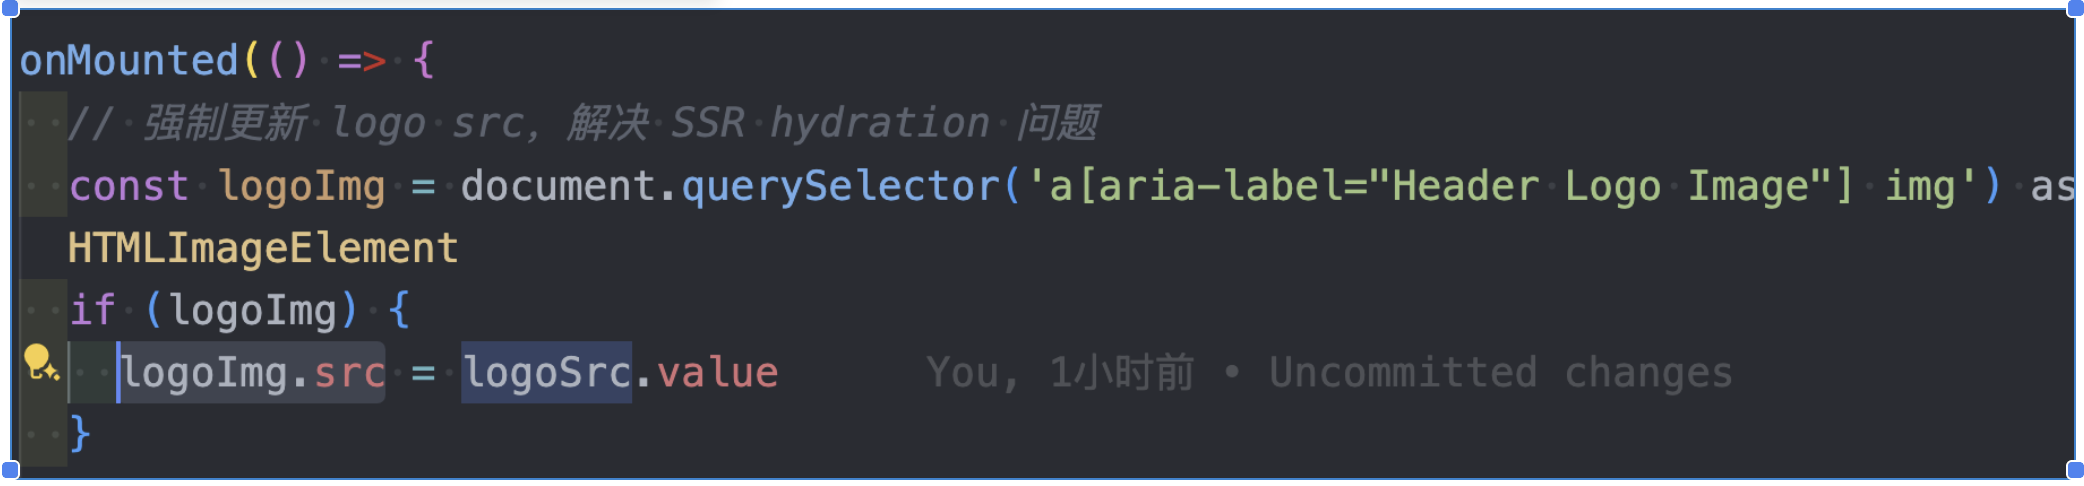 onMounted(() => {
// 强制更新 logo src, 解决 SSR hydration 问题
const logoImg = document.querySelector('a[aria-label="Header Logo Image"] img') as
HTMLImageElement
if (logoImg) {
logoImg.src = logoSrc.value You, 1小时前 • Uncommitted changes
}